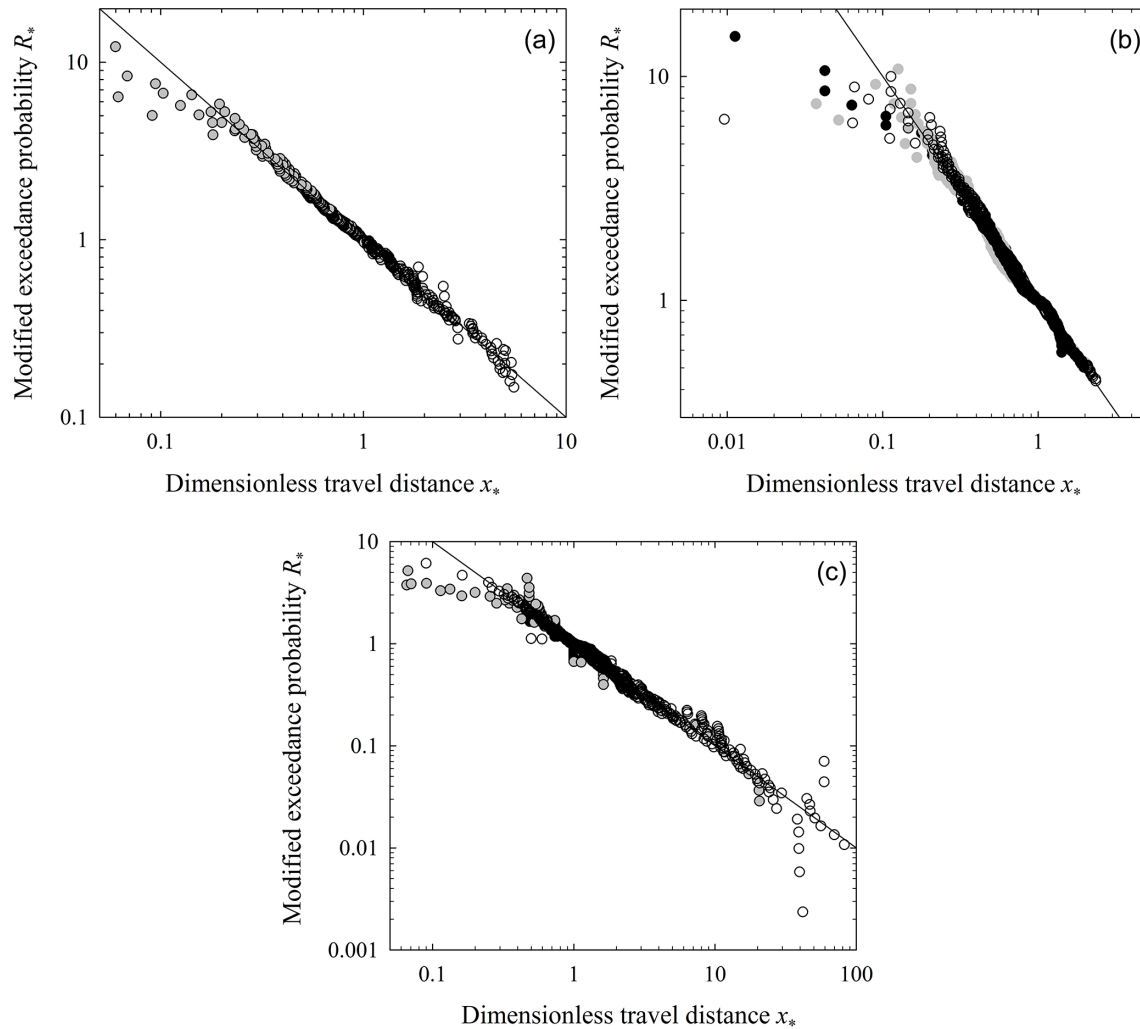 (a)
Modified exceedance probability R*
10
1
0.1
0.1
1
10
Dimensionless travel distance x*
(b)
Modified exceedance probability R*
10
1
0.01
0.1
1
Dimensionless travel distance x*
(c)
Modified exceedance probability R*
10
1
0.1
0.01
0.001
0.1
1
10
100
Dimensionless travel distance x*